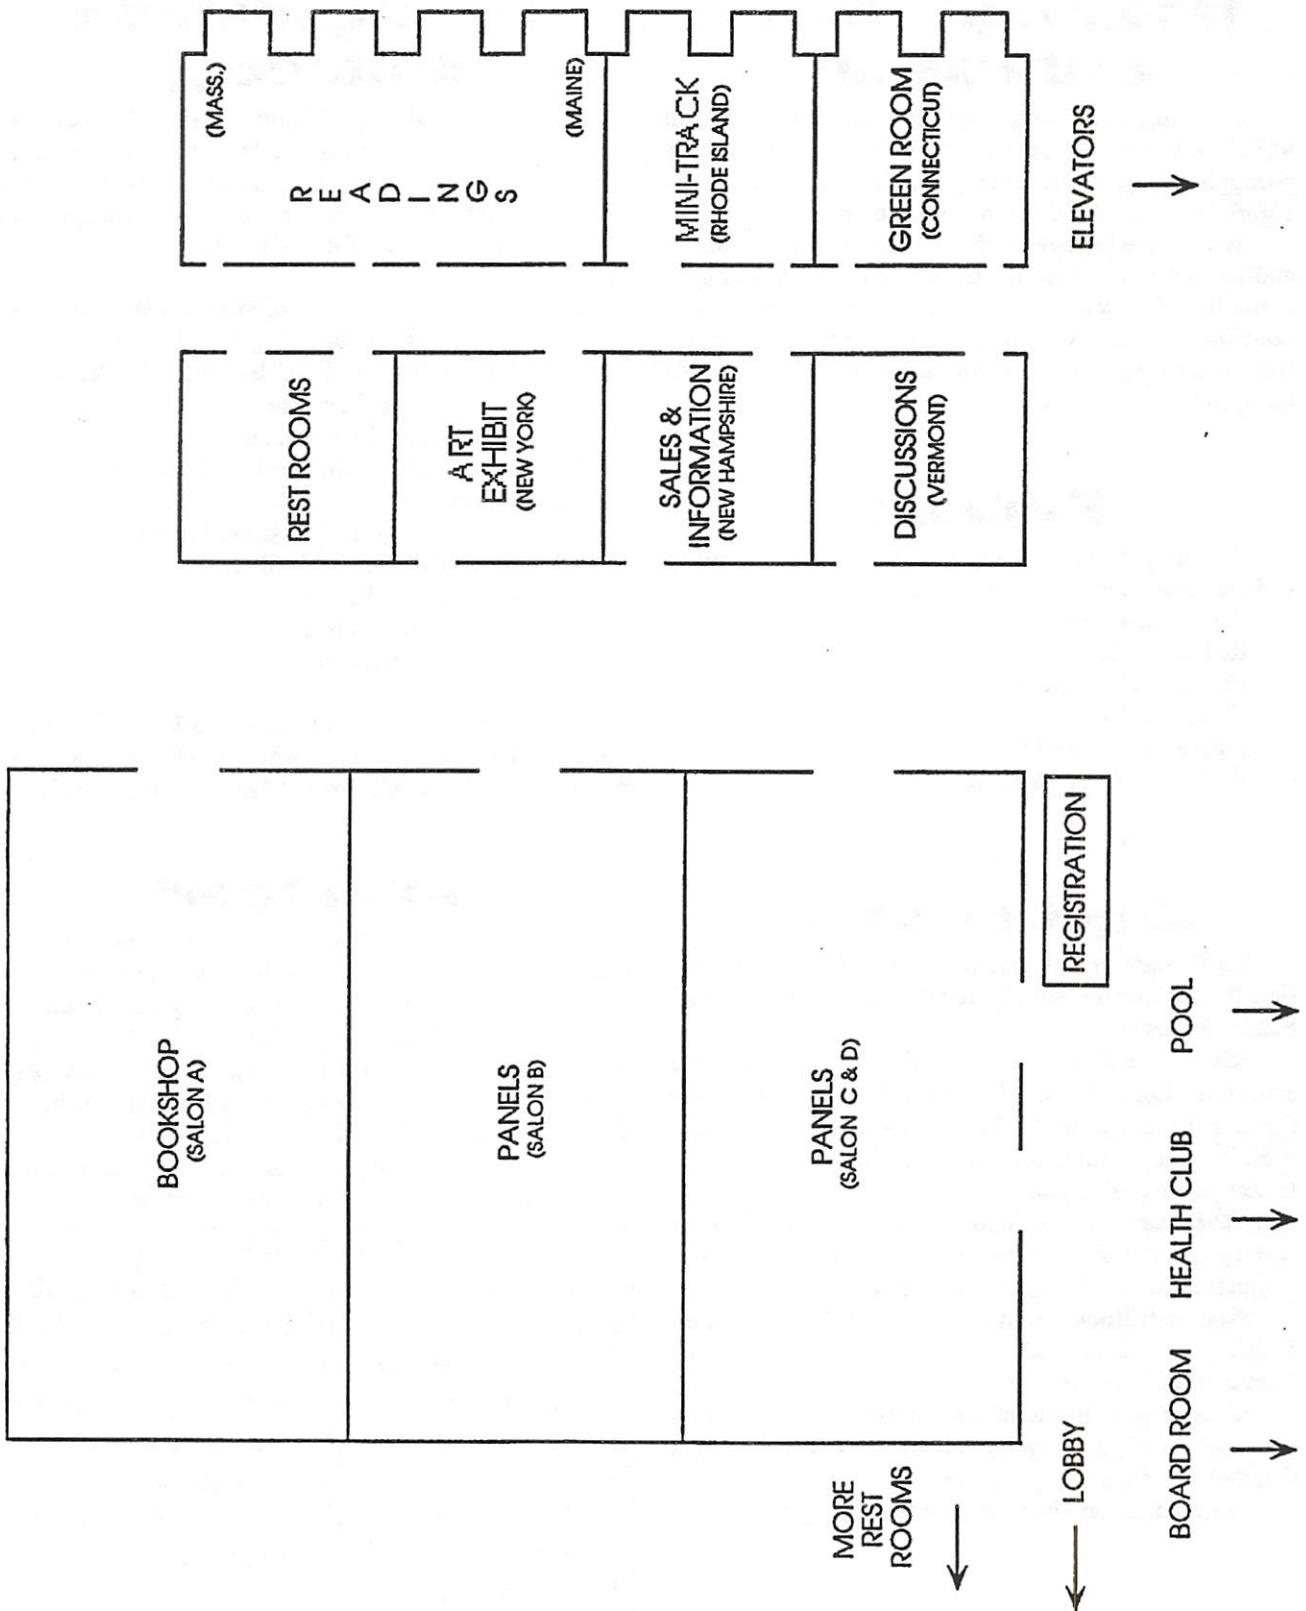 BOOKSHOP
(SALON A)
PANELS
(SALON B)
PANELS
(SALON C & D)
MORE
REST
ROOMS
LOBBY
REGISTRATION
BOARD ROOM
HEALTH CLUB
POOL
REST ROOMS
ART
EXHIBIT
(NEW YORK)
SALES &
INFORMATION
(NEW HAMPSHIRE)
DISCUSSIONS
(VERMONT)
(MASS.)
R
E
A
D
I
N
G
S
(MAINE)
MINI-TRACK
(RHODE ISLAND)
GREEN ROOM
(CONNECTICUT)
ELEVATORS